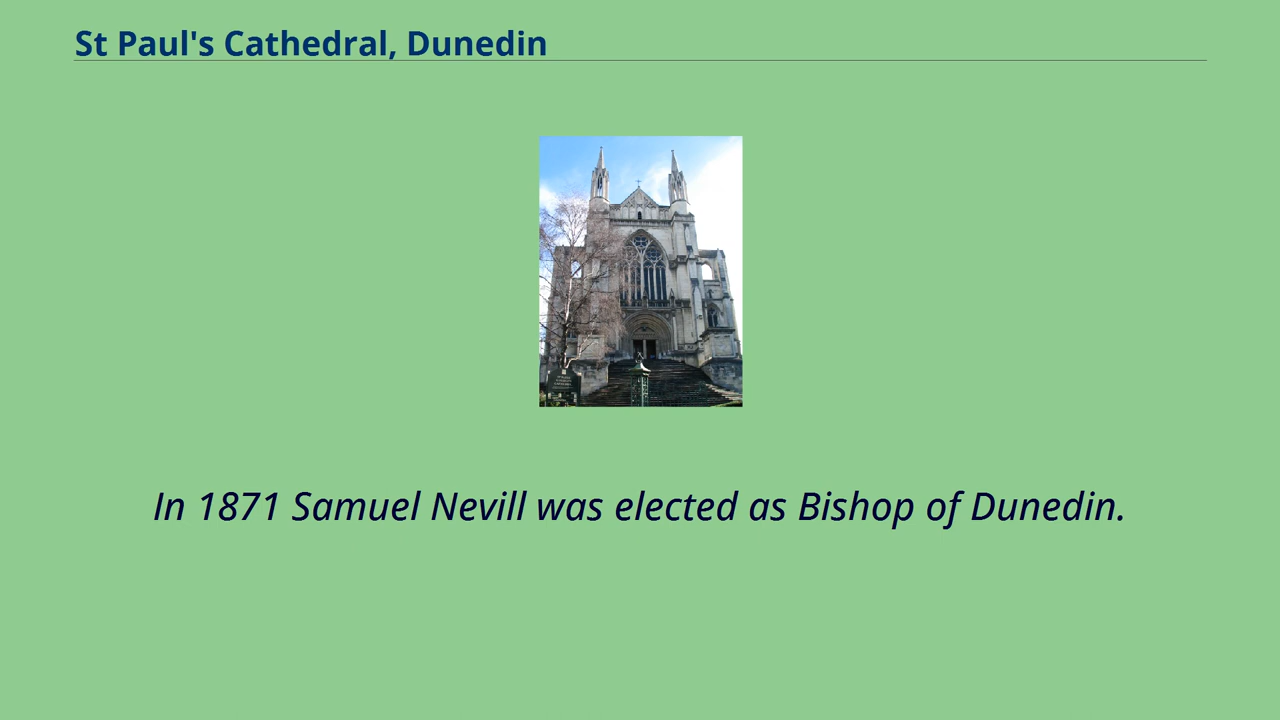 St Paul's Cathedral, Dunedin
In 1871 Samuel Nevill was elected as Bishop of Dunedin.